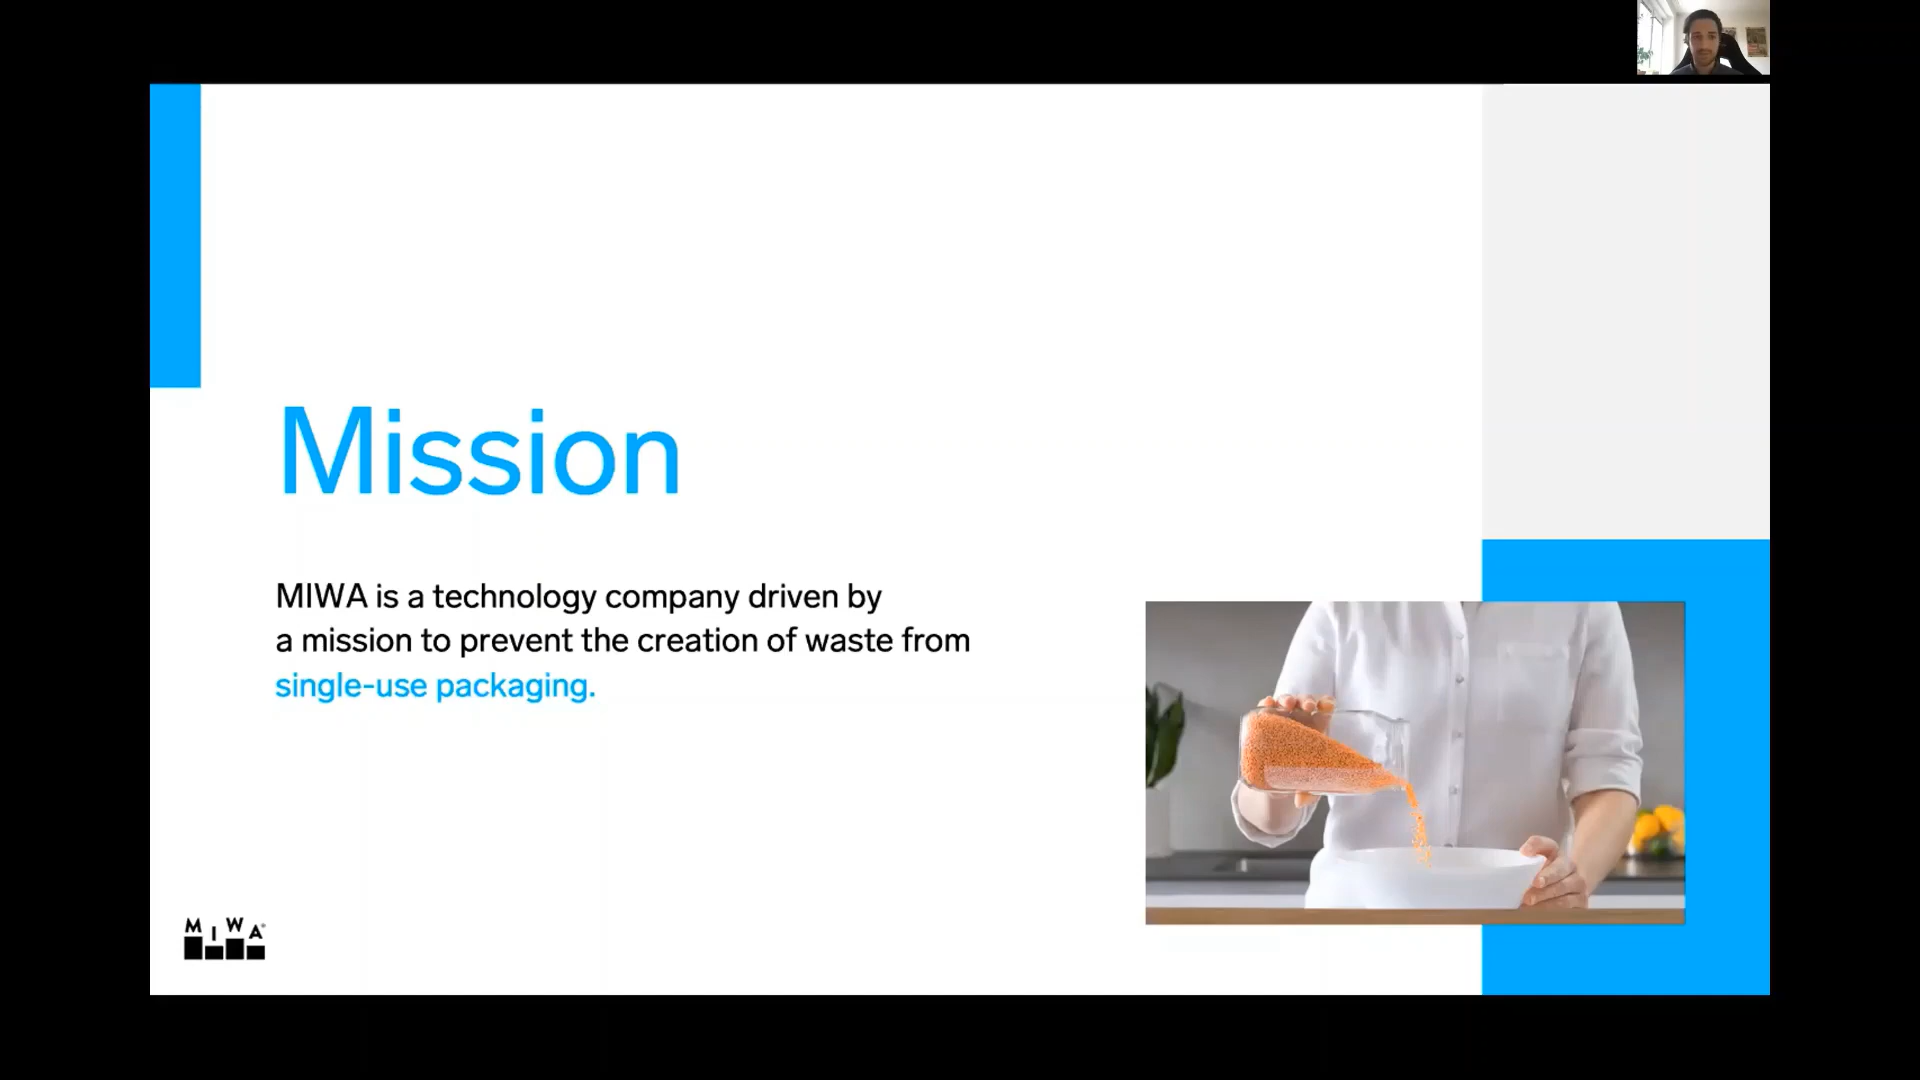 Mission
MIWA is a technology company driven by
a mission to prevent the creation of waste from
single-use packaging.
MIWA®